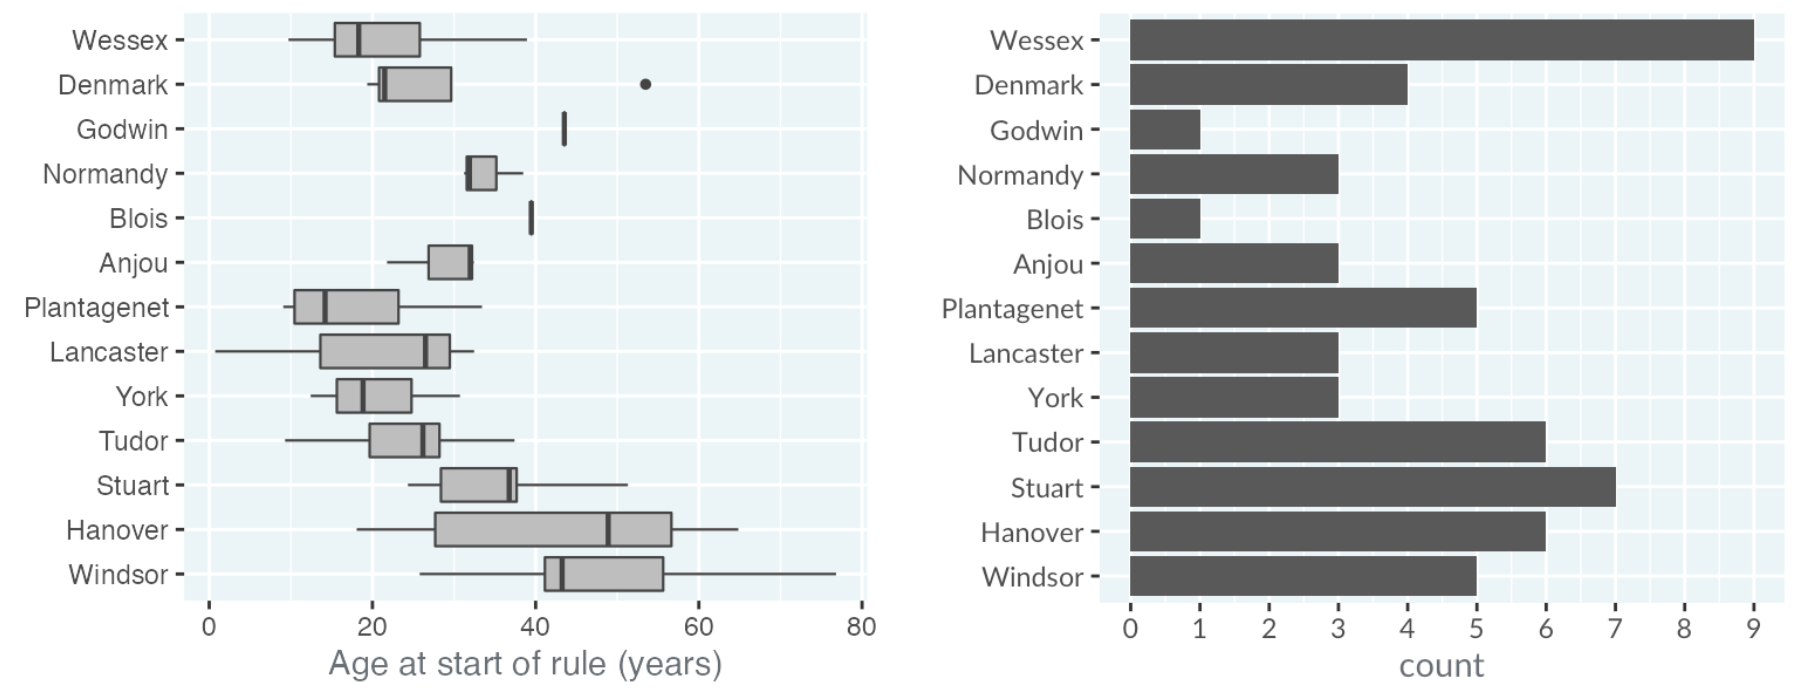 Wessex
Denmark
Godwin
Normandy
Blois
Anjou
Plantagenet
Lancaster
York
Tudor
Stuart
Hanover
Windsor
0 20 40 60 80
Age at start of rule (years)
Wessex
Denmark
Godwin
Normandy
Blois
Anjou
Plantagenet
Lancaster
York
Tudor
Stuart
Hanover
Windsor
0 1 2 3 4 5 6 7 8 9
count